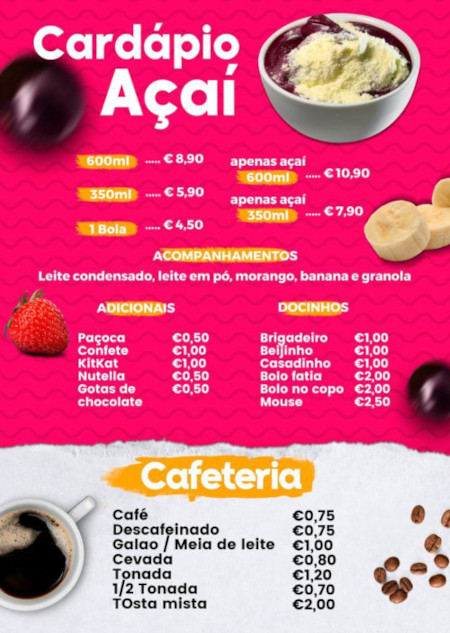 Cardápio
Açaí
600ml ..... € 8,90
350ml ..... € 5,90
1 Bola ..... € 4,50
apenas açaí
600ml .... € 10,90
apenas açaí
350ml .... € 7,90
ACOMPANHAMENTOS
Leite condensado, leite em pó, morango, banana e granola
ADICIONAIS
Paçoca €0,50
Confete €1,00
KitKat €1,00
Nutella €0,50
Gotas de €0,50
chocolate
DOCINHOS
Brigadeiro €1,00
Beijinho €1,00
Casadinho €1,00
Bolo fatia €2,00
Bolo no copo €2,00
Mouse €2,50
Cafeteria
Café €0,75
Descafeinado €0,75
Galao / Meia de leite €1,00
Cevada €0,80
Tonada €1,20
1/2 Tonada €0,70
TOsta mista €2,00